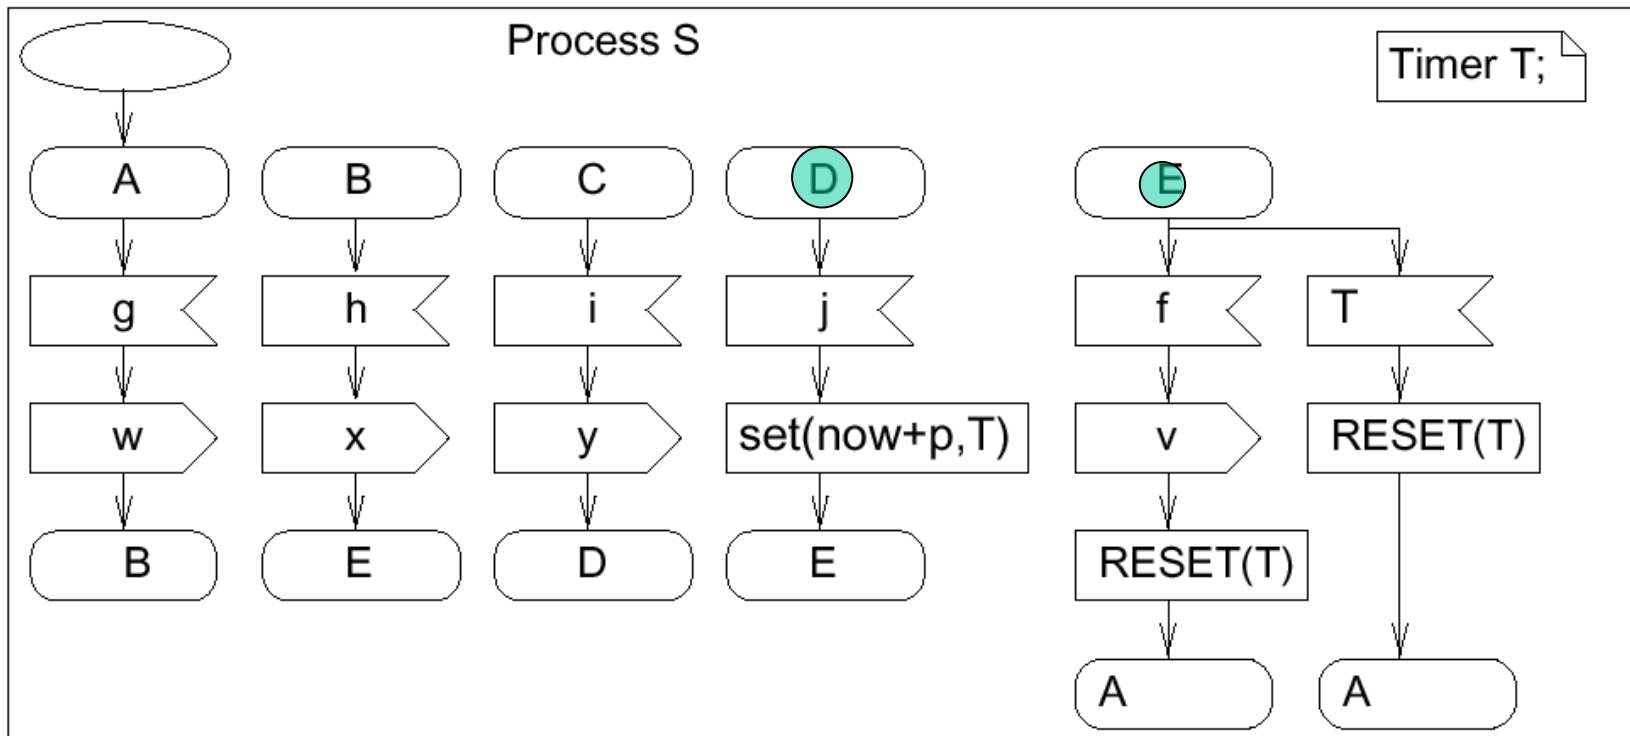 Process S
Timer T;
A B C D E
g h i j f T
w x y set(now+p,T) v RESET(T)
B E D E RESET(T)
A A